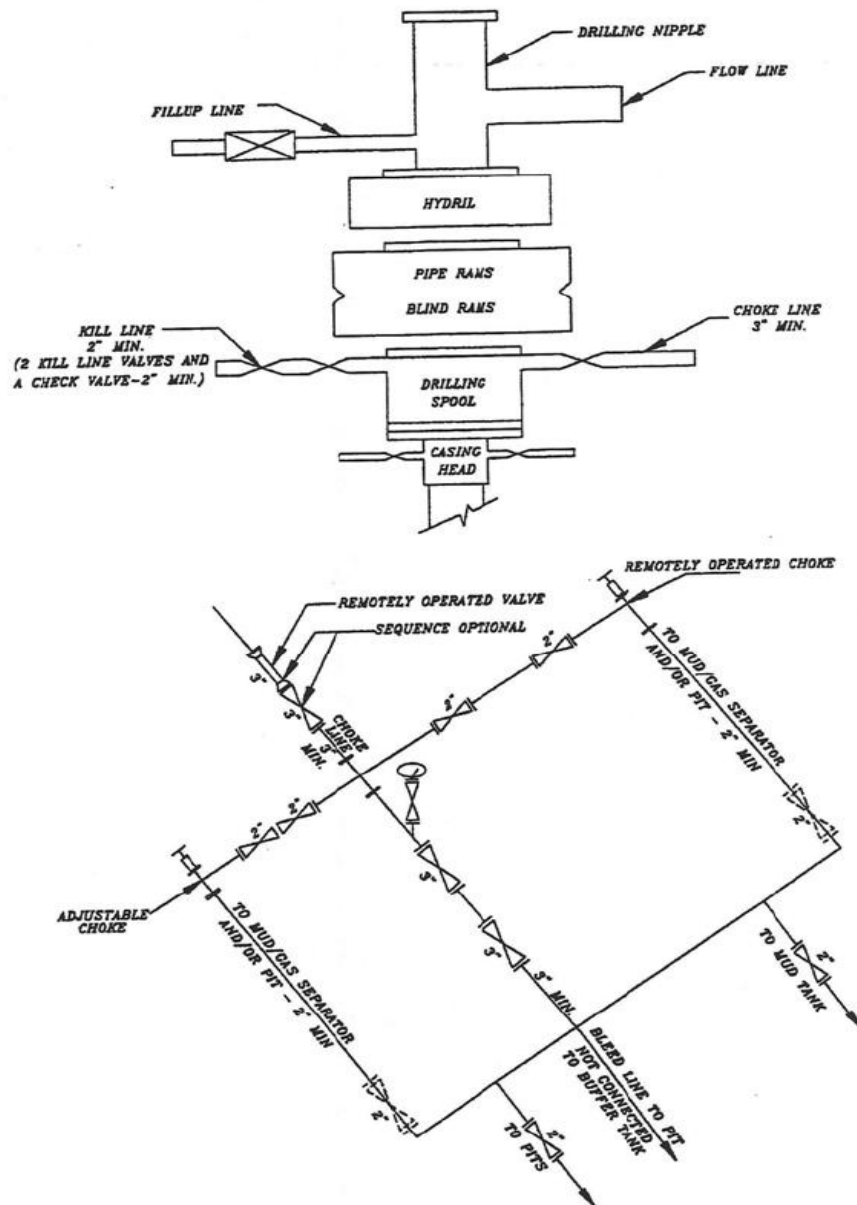 DRILLING NIPPLE
FLOW LINE
FILLUP LINE
HYDRIL
PIPE RAMS
BLIND RAMS
KILL LINE
2" MIN.
(2 KILL LINE VALVES AND
A CHECK VALVE-2" MIN.)
CHOKE LINE
3" MIN.
DRILLING
SPOOL
CASING
HEAD
REMOTELY OPERATED CHOKE
REMOTELY OPERATED VALVE
SEQUENCE OPTIONAL
3"
3"
CHOKE
LINE
3"
MIN.
2"
2"
TO MUD/GAS SEPARATOR
AND/OR PIT - 2" MIN
2"
2"
2"
ADJUSTABLE
CHOKE
TO MUD/GAS SEPARATOR
AND/OR PIT - 2" MIN
2"
3"
3"
3" MIN.
BLEED LINE TO PIT
NOT CONNECTED
TO BUFFER TANK
2"
TO MUD TANK
2"
TO PITS